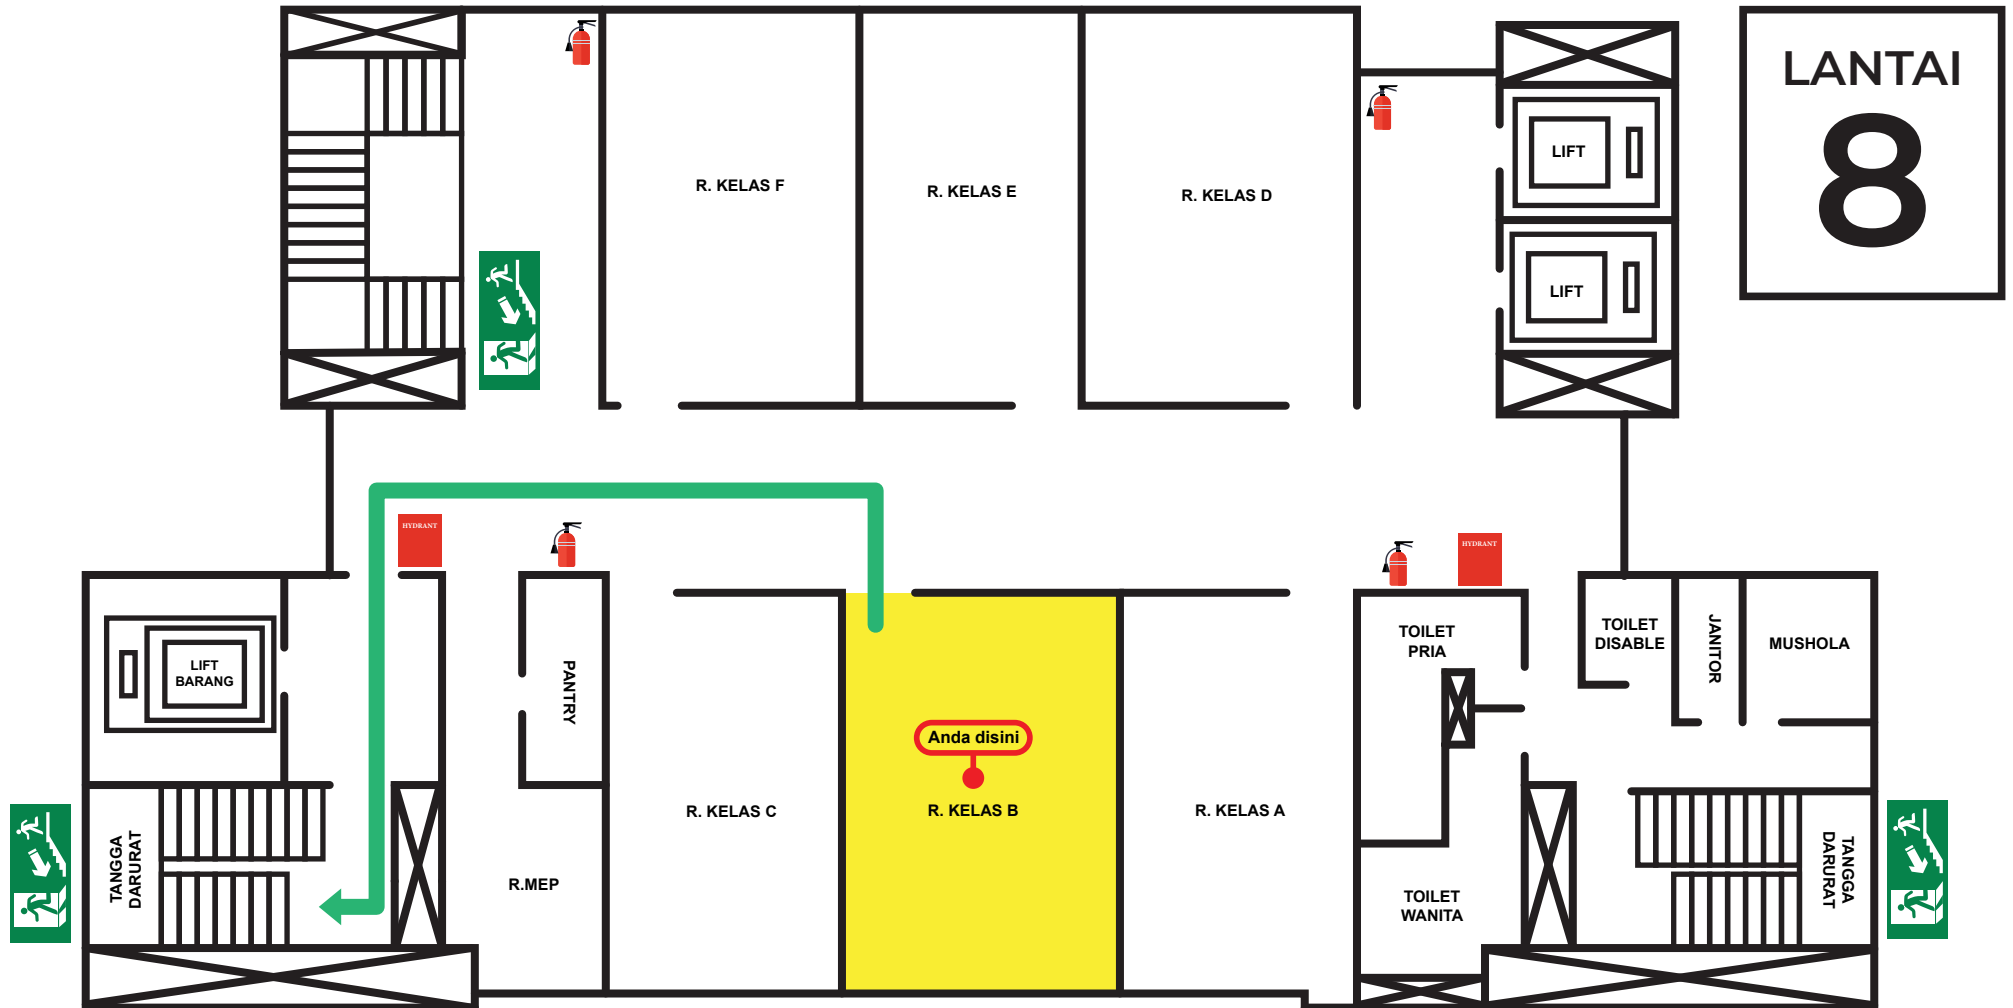 LANTAI
8
R. KELAS F
R. KELAS E
R. KELAS D
LIFT
LIFT
HYDRANT
HYDRANT
LIFT
BARANG
PANTRY
TOILET
PRIA
TOILET
DISABLE
JANITOR
MUSHOLA
Anda disini
R. KELAS C
R. KELAS B
R. KELAS A
TANGGA
DARURAT
R.MEP
TOILET
WANITA
TANGGA
DARURAT